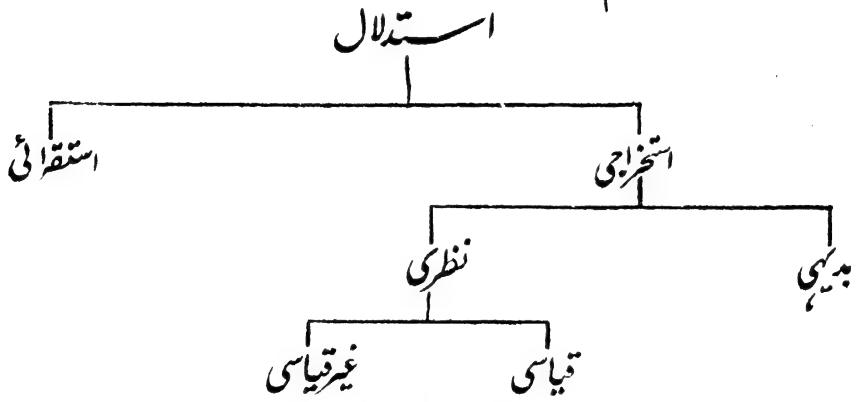 استدلال
استخراجی استقرائی
بدیہی نظری
قیاسی غیرقیاسی